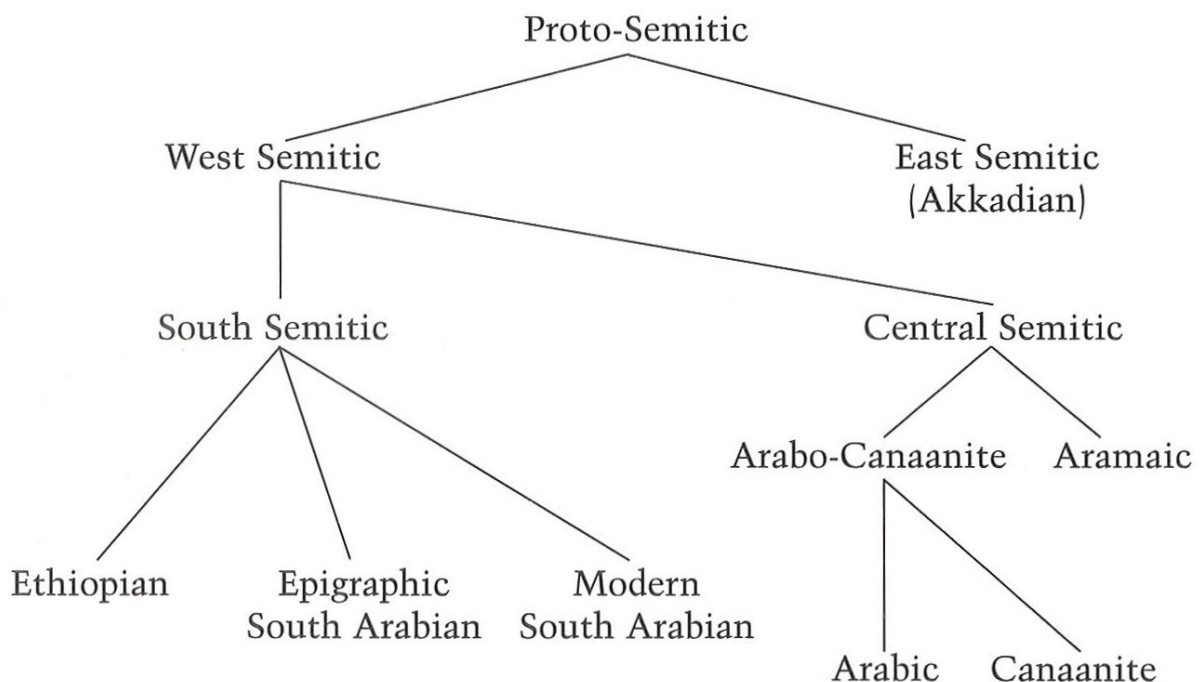 Proto-Semitic
West Semitic
East Semitic
(Akkadian)
South Semitic
Central Semitic
Arabo-Canaanite
Aramaic
Ethiopian
Epigraphic
South Arabian
Modern
South Arabian
Arabic
Canaanite